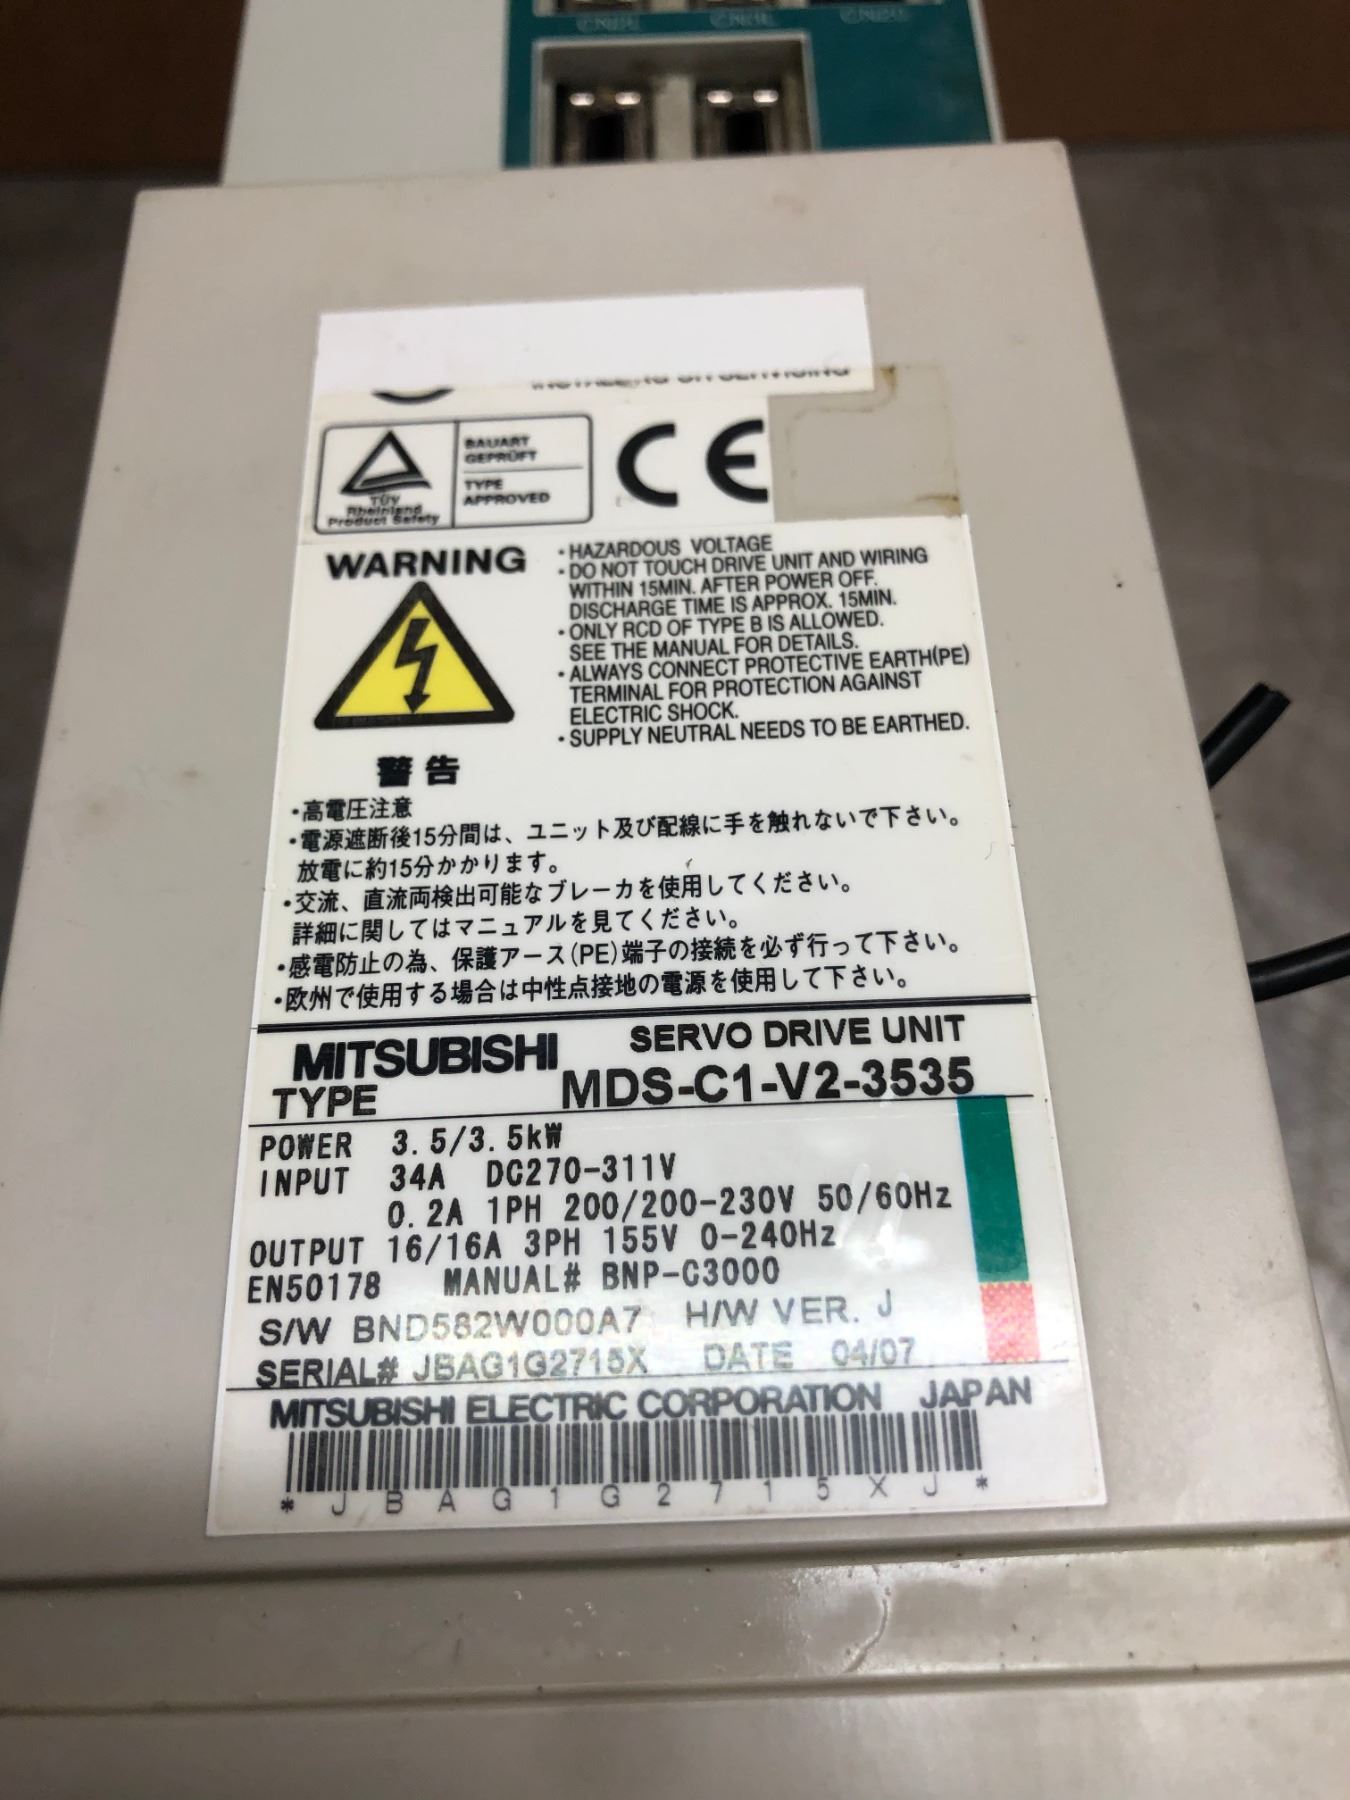 INSTALLING OR SERVICING
TÜV
Rheinland
Product Safety
BAUART
GEPRÜFT
TYPE
APPROVED
CE
WARNING
・HAZARDOUS VOLTAGE
・DO NOT TOUCH DRIVE UNIT AND WIRING
WITHIN 15MIN. AFTER POWER OFF.
DISCHARGE TIME IS APPROX. 15MIN.
・ONLY RCD OF TYPE B IS ALLOWED.
SEE THE MANUAL FOR DETAILS.
・ALWAYS CONNECT PROTECTIVE EARTH(PE)
TERMINAL FOR PROTECTION AGAINST
ELECTRIC SHOCK.
・SUPPLY NEUTRAL NEEDS TO BE EARTHED.
警告
・高電圧注意
・電源遮断後15分間は、ユニット及び配線に手を触れないで下さい。
放電に約15分かかります。
・交流、直流両検出可能なブレーカを使用してください。
詳細に関してはマニュアルを見てください。
・感電防止の為、保護アース(PE)端子の接続を必ず行って下さい。
・欧州で使用する場合は中性点接地の電源を使用して下さい。
MITSUBISHI SERVO DRIVE UNIT
TYPE MDS-C1-V2-3535
POWER 3.5/3.5kW
INPUT 34A DC270-311V
0.2A 1PH 200/200-230V 50/60Hz
OUTPUT 16/16A 3PH 155V 0-240Hz
EN50178 MANUAL# BNP-C3000
S/W BND582W000A7 H/W VER. J
SERIAL# JBAG1G2715X DATE 04/07
MITSUBISHI ELECTRIC CORPORATION JAPAN
* J B A G 1 G 2 7 1 5 X J *